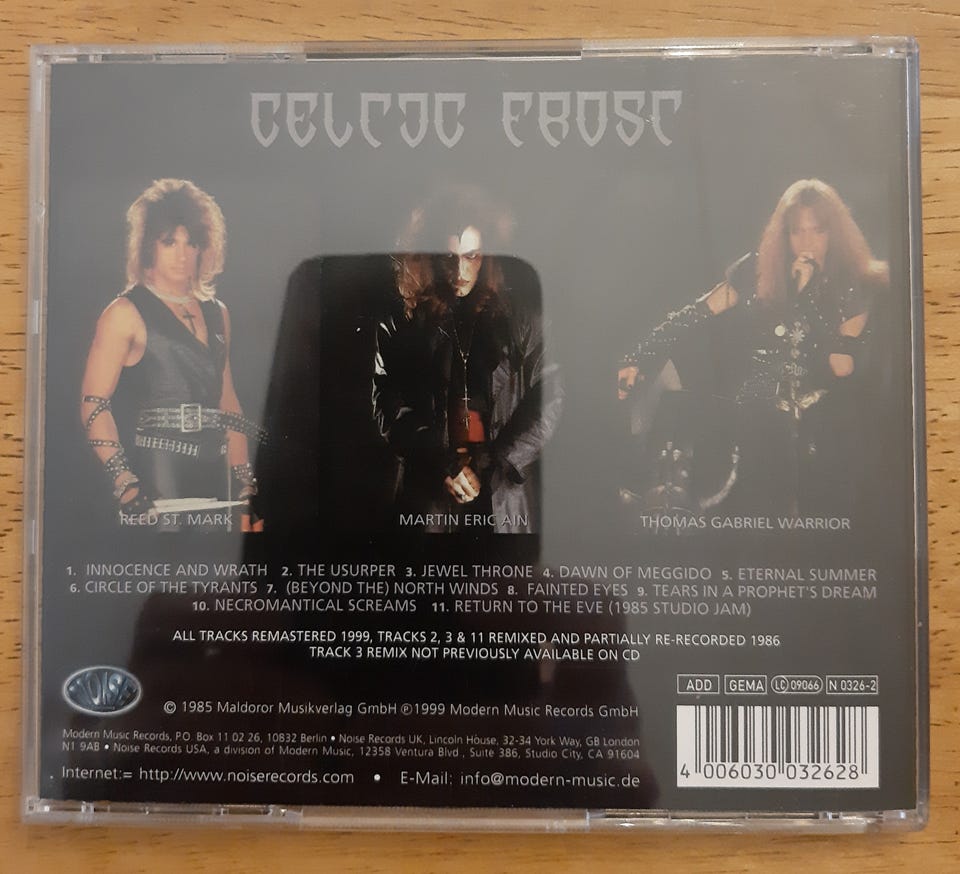 CELTIC FROST
REED ST. MARK
MARTIN ERIC AIN
THOMAS GABRIEL WARRIOR
1. INNOCENCE AND WRATH 2. THE USURPER 3. JEWEL THRONE 4. DAWN OF MEGGIDO 5. ETERNAL SUMMER
6. CIRCLE OF THE TYRANTS 7. (BEYOND THE) NORTH WINDS 8. FAINTED EYES 9. TEARS IN A PROPHET'S DREAM
10. NECROMANTICAL SCREAMS 11. RETURN TO THE EVE (1985 STUDIO JAM)
ALL TRACKS REMASTERED 1999, TRACKS 2, 3 & 11 REMIXED AND PARTIALLY RE-RECORDED 1986
TRACK 3 REMIX NOT PREVIOUSLY AVAILABLE ON CD
NOISE
ADD GEMA LC 09066 N 0326-2
© 1985 Maldoror Musikverlag GmbH ℗1999 Modern Music Records GmbH
Modern Music Records, P.O. Box 11 02 26, 10832 Berlin • Noise Records UK, Lincoln House, 32-34 York Way, GB London
N1 9AB • Noise Records USA, a division of Modern Music, 12358 Ventura Blvd., Suite 386, Studio City, CA 91604
Internet:= http://www.noiserecords.com • E-Mail: info@modern-music.de
4 006030 032628